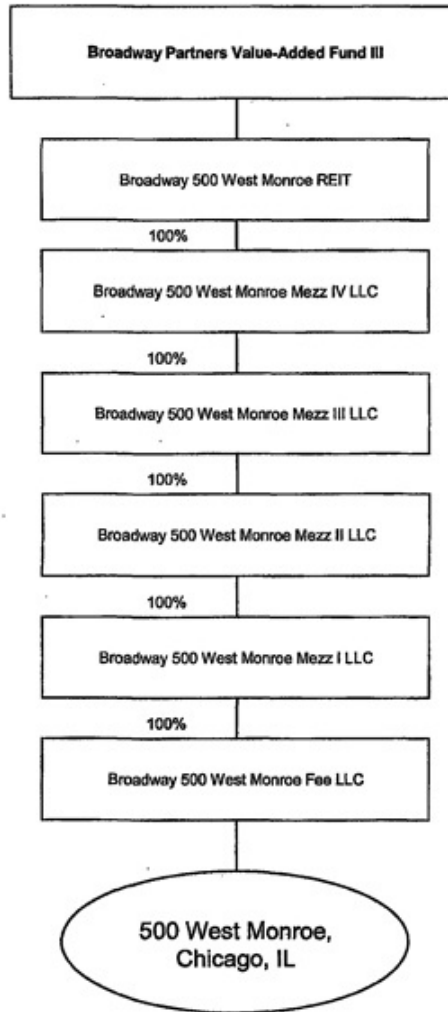 Broadway Partners Value-Added Fund III
Broadway 500 West Monroe REIT
100%
Broadway 500 West Monroe Mezz IV LLC
100%
Broadway 500 West Monroe Mezz III LLC
100%
Broadway 500 West Monroe Mezz II LLC
100%
Broadway 500 West Monroe Mezz I LLC
100%
Broadway 500 West Monroe Fee LLC
500 West Monroe,
Chicago, IL